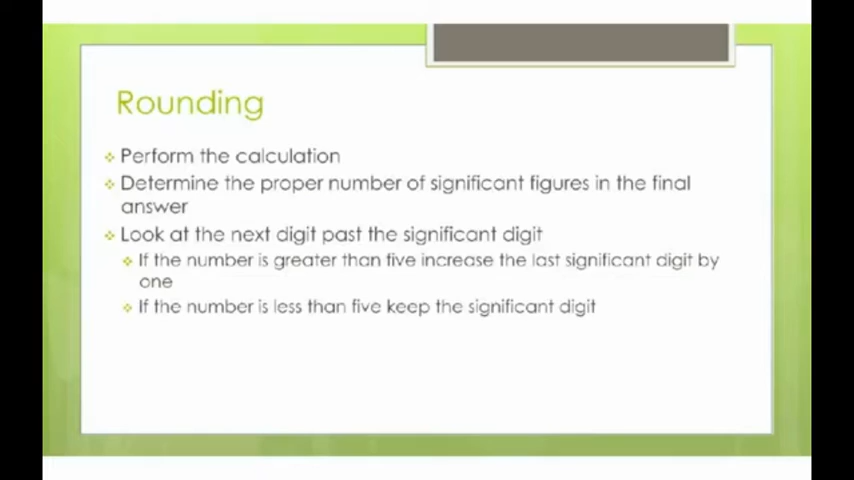 Rounding
Perform the calculation
Determine the proper number of significant figures in the final
answer
Look at the next digit past the significant digit
If the number is greater than five increase the last significant digit by
one
If the number is less than five keep the significant digit